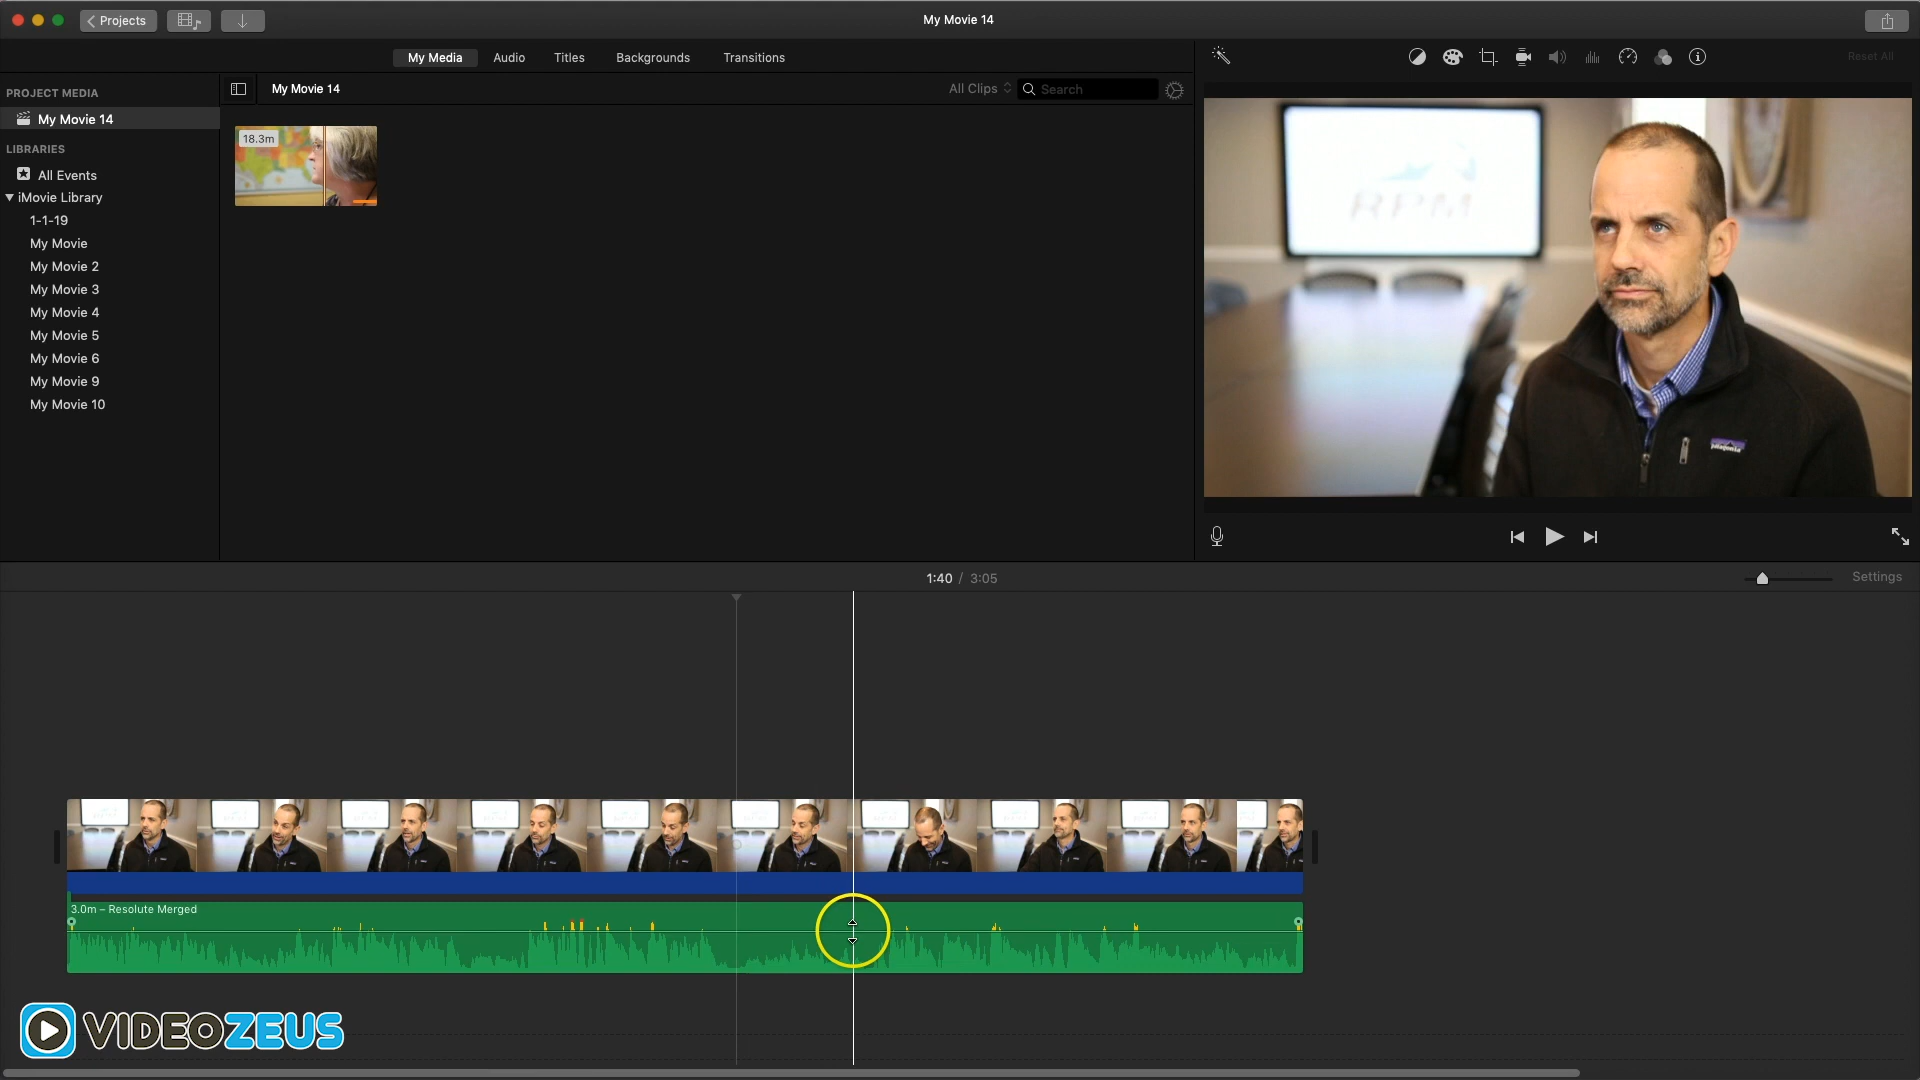 Projects
My Movie 14
My Media
Audio
Titles
Backgrounds
Transitions
Reset All
PROJECT MEDIA
My Movie 14
LIBRARIES
All Events
iMovie Library
1-1-19
My Movie
My Movie 2
My Movie 3
My Movie 4
My Movie 5
My Movie 6
My Movie 9
My Movie 10
My Movie 14
All Clips
Search
18.3m
RPM
patagonia
1:40 / 3:05
Settings
3.0m – Resolute Merged
VIDEOZEUS